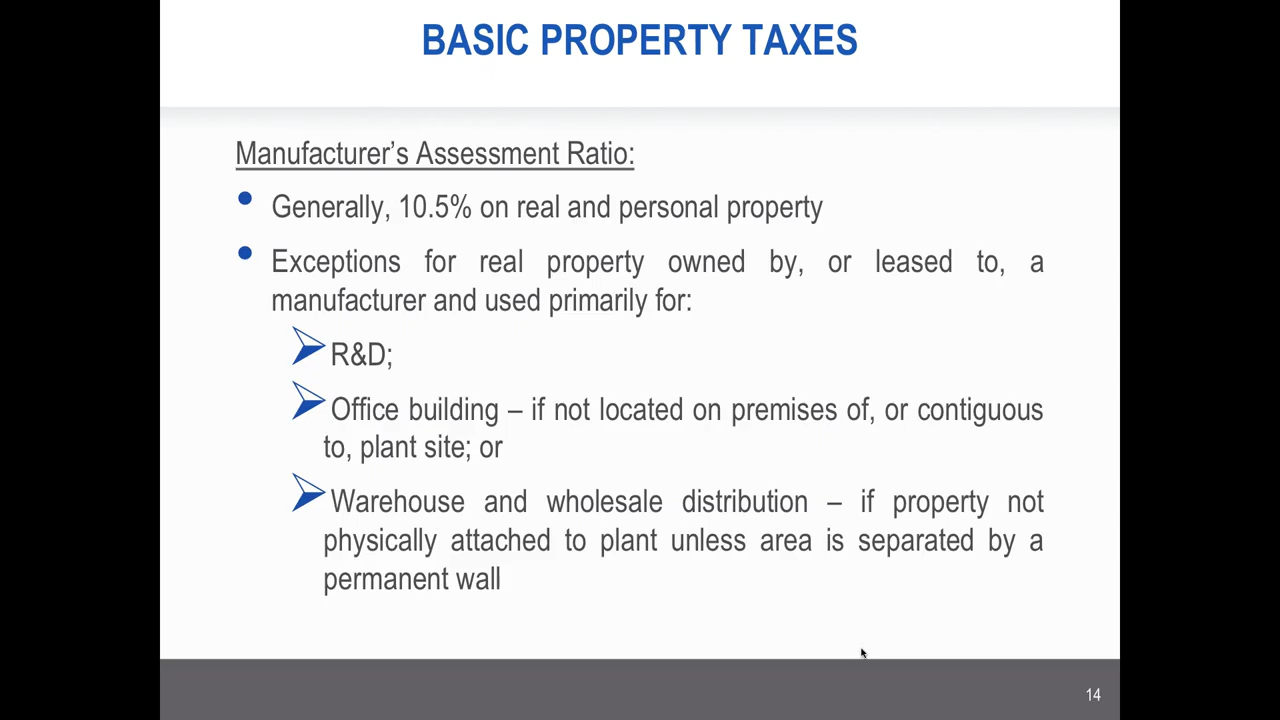 BASIC PROPERTY TAXES
Manufacturer’s Assessment Ratio:
Generally, 10.5% on real and personal property
Exceptions for real property owned by, or leased to, a
manufacturer and used primarily for:
R&D;
Office building – if not located on premises of, or contiguous
to, plant site; or
Warehouse and wholesale distribution – if property not
physically attached to plant unless area is separated by a
permanent wall
14